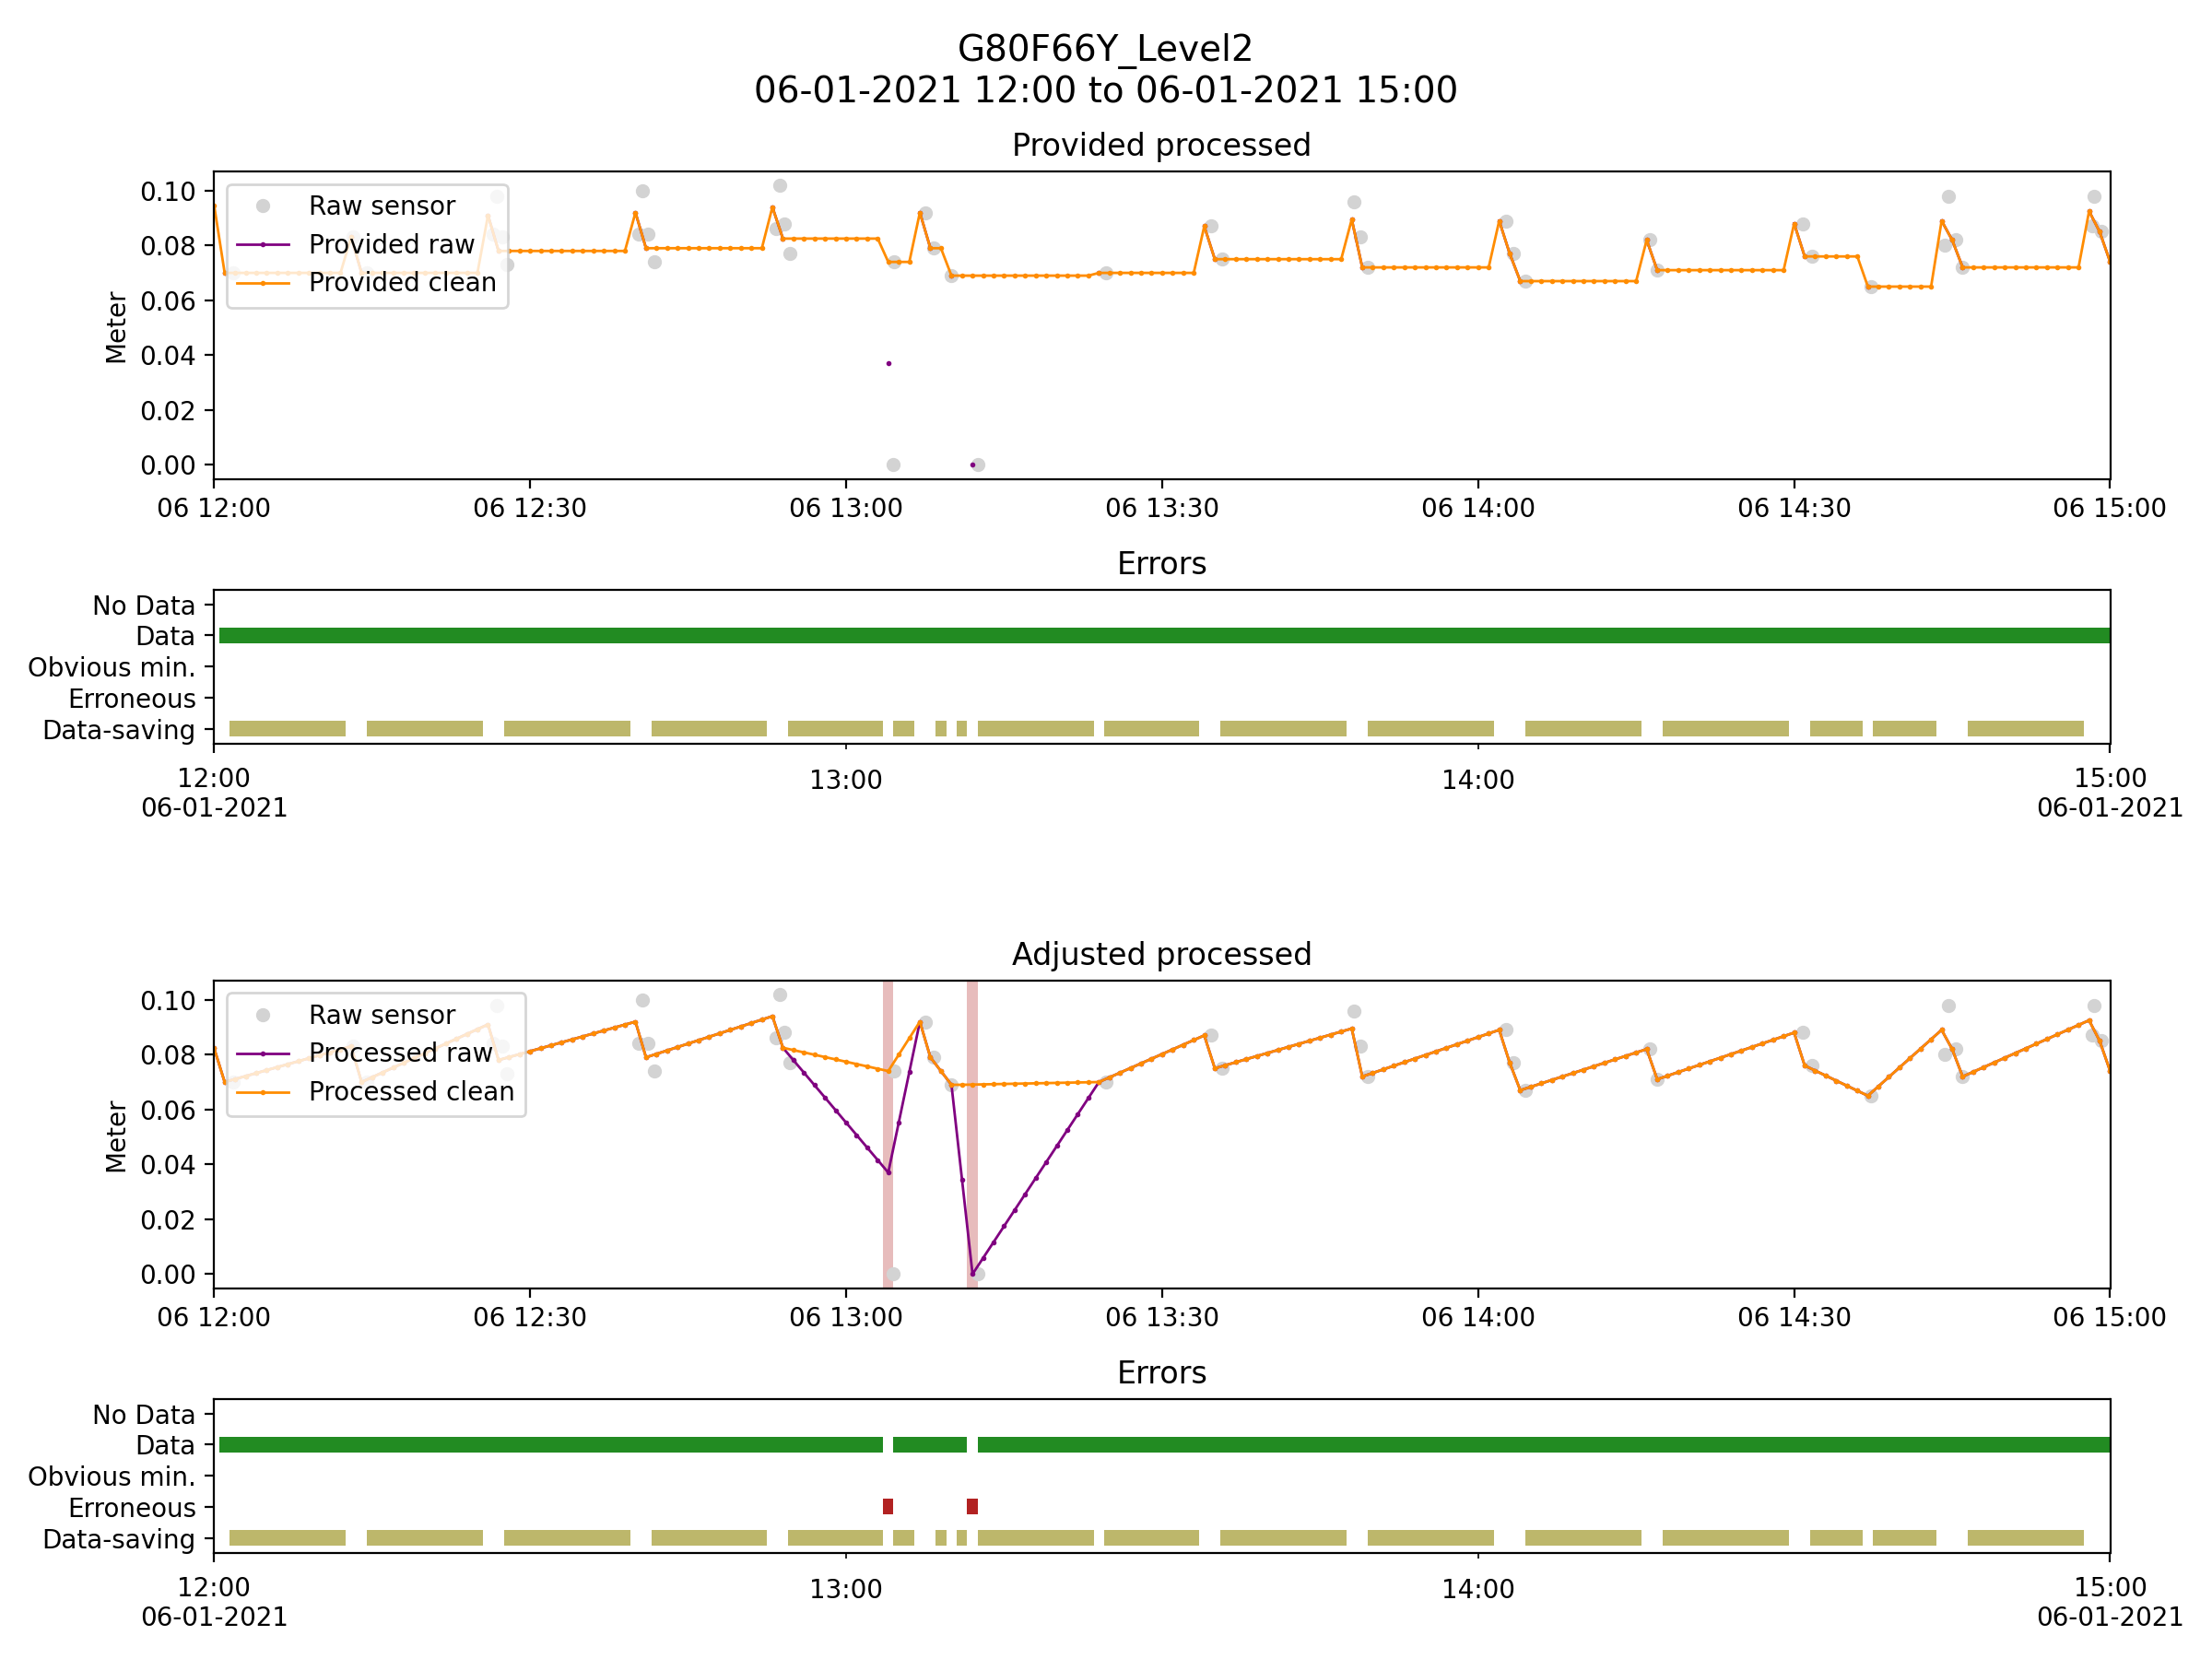 G80F66Y_Level2
06-01-2021 12:00 to 06-01-2021 15:00
Provided processed
Meter
0.10
0.08
0.06
0.04
0.02
0.00
Raw sensor
Provided raw
Provided clean
06 12:00 06 12:30 06 13:00 06 13:30 06 14:00 06 14:30 06 15:00
Errors
No Data
Data
Obvious min.
Erroneous
Data-saving
12:00 13:00 14:00 15:00
06-01-2021 06-01-2021
Adjusted processed
Meter
0.10
0.08
0.06
0.04
0.02
0.00
Raw sensor
Processed raw
Processed clean
06 12:00 06 12:30 06 13:00 06 13:30 06 14:00 06 14:30 06 15:00
Errors
No Data
Data
Obvious min.
Erroneous
Data-saving
12:00 13:00 14:00 15:00
06-01-2021 06-01-2021